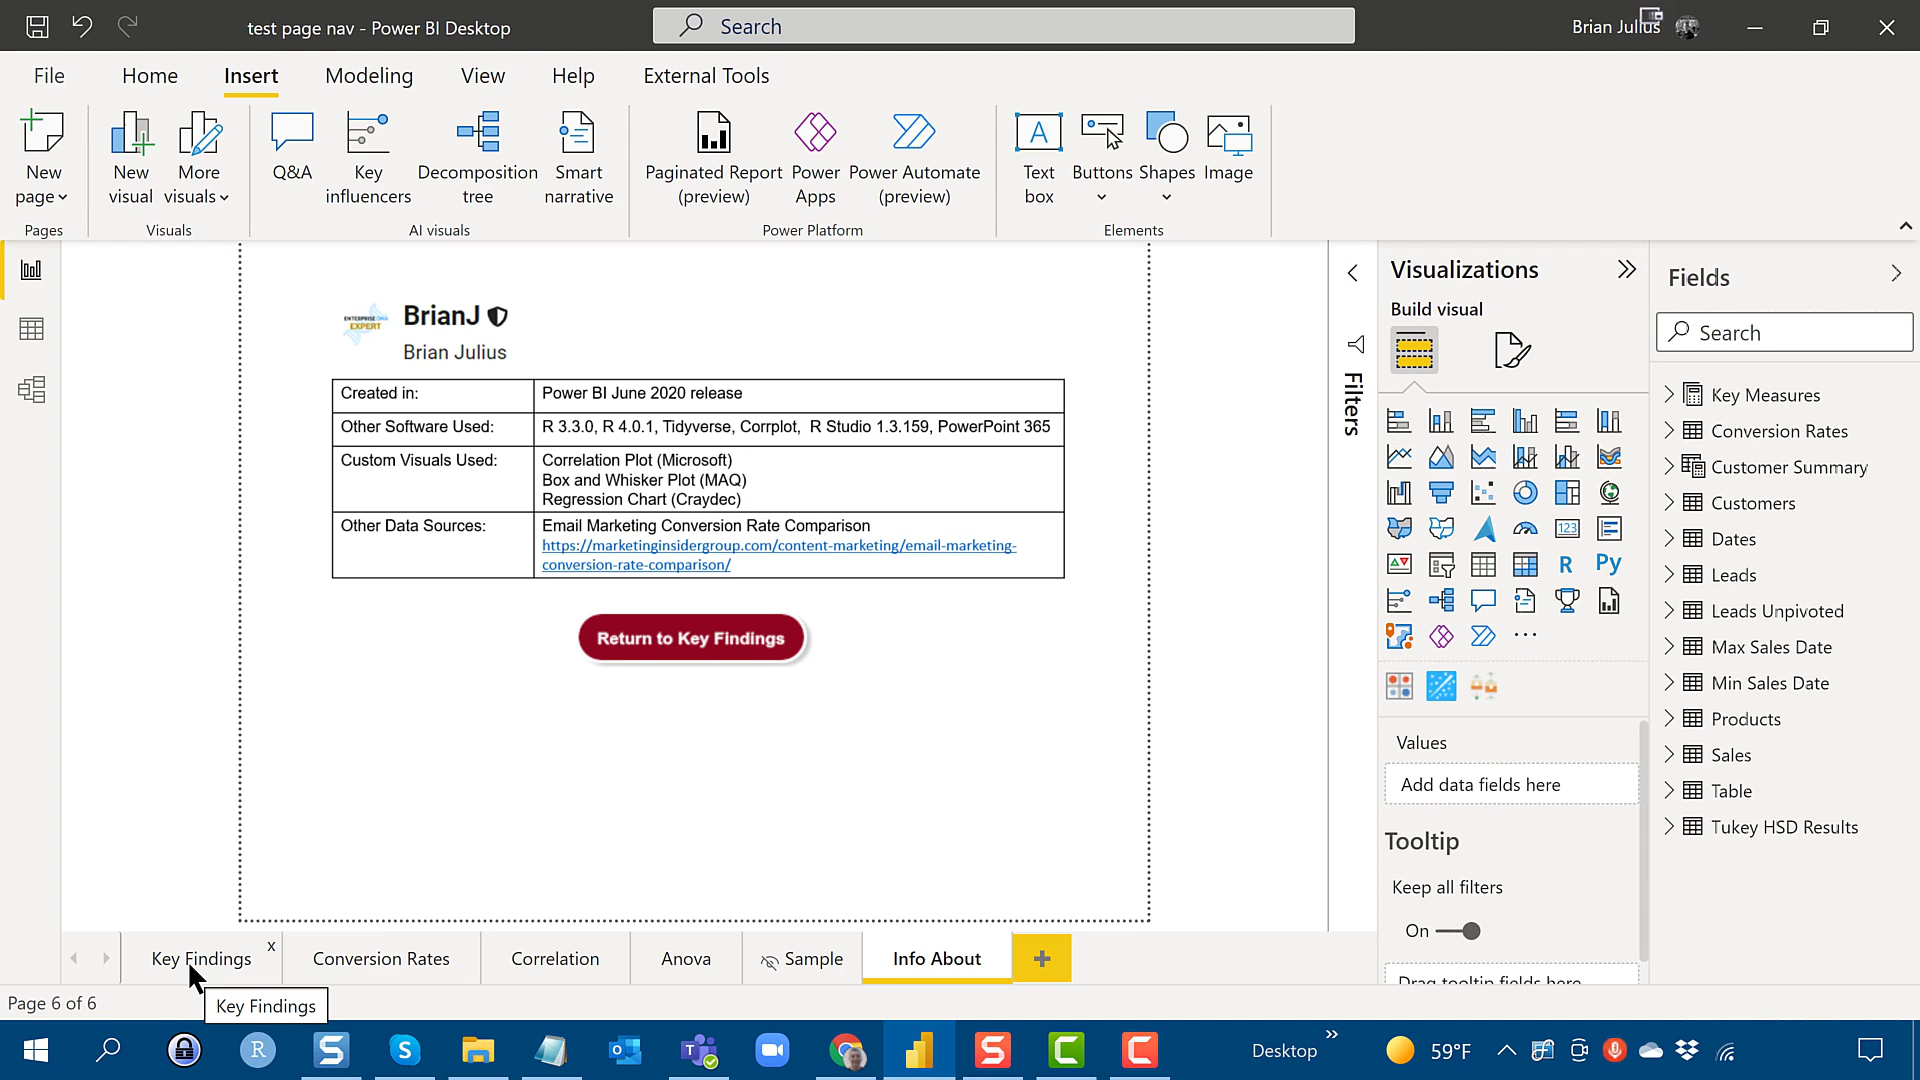 test page nav - Power BI Desktop
Search
Brian Julius
File
Home
Insert
Modeling
View
Help
External Tools
New page
New visual
More visuals
Q&A
Key influencers
Decomposition tree
Smart narrative
Paginated Report (preview)
Power Apps
Power Automate (preview)
Text box
Buttons
Shapes
Image
Pages
Visuals
AI visuals
Power Platform
Elements
ENTERPRISE DNA
EXPERT
BrianJ
Brian Julius
Created in:
Power BI June 2020 release
Other Software Used:
R 3.3.0, R 4.0.1, Tidyverse, Corrplot, R Studio 1.3.159, PowerPoint 365
Custom Visuals Used:
Correlation Plot (Microsoft)
Box and Whisker Plot (MAQ)
Regression Chart (Craydec)
Other Data Sources:
Email Marketing Conversion Rate Comparison
https://marketinginsidergroup.com/content-marketing/email-marketing-
conversion-rate-comparison/
Return to Key Findings
Filters
Visualizations
Build visual
123
R
Py
Values
Add data fields here
Tooltip
Keep all filters
On
Drag tooltip fields here
Fields
Search
Key Measures
Conversion Rates
Customer Summary
Customers
Dates
Leads
Leads Unpivoted
Max Sales Date
Min Sales Date
Products
Sales
Table
Tukey HSD Results
Key Findings
x
Conversion Rates
Correlation
Anova
Sample
Info About
+
Page 6 of 6
Key Findings
Desktop
59°F